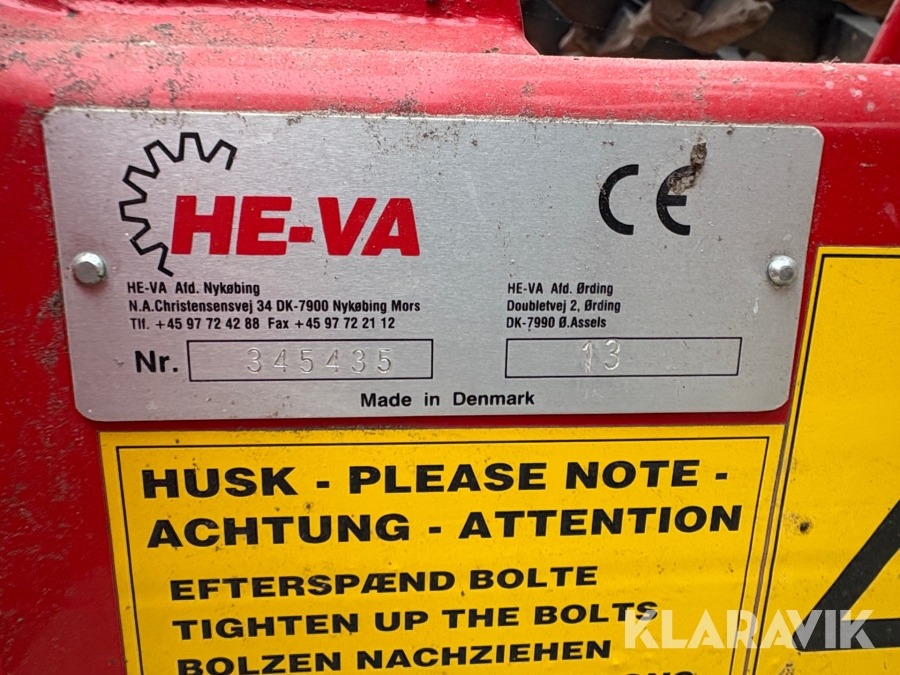 HE-VA
CE
HE-VA Afd. Nykøbing
N.A.Christensensvej 34 DK-7900 Nykøbing Mors
Tlf. +45 97 72 42 88 Fax +45 97 72 21 12
HE-VA Afd. Ørding
Doubletvej 2, Ørding
DK-7990 Ø.Assels
Nr. 345435
13
Made in Denmark
HUSK - PLEASE NOTE -
ACHTUNG - ATTENTION
EFTERSPÆND BOLTE
TIGHTEN UP THE BOLTS
BOLZEN NACHZIEHEN
KLARAVIK